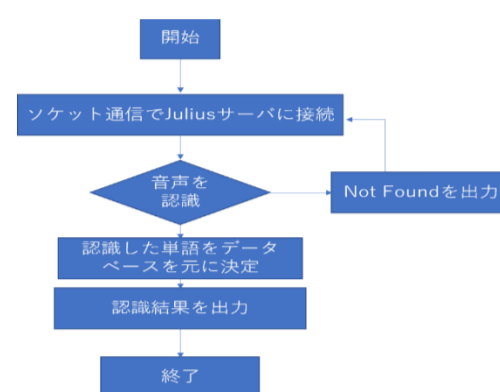 開始
ソケット通信でJuliusサーバに接続
音声を
認識
Not Foundを出力
認識した単語をデータ
ベースを元に決定
認識結果を出力
終了